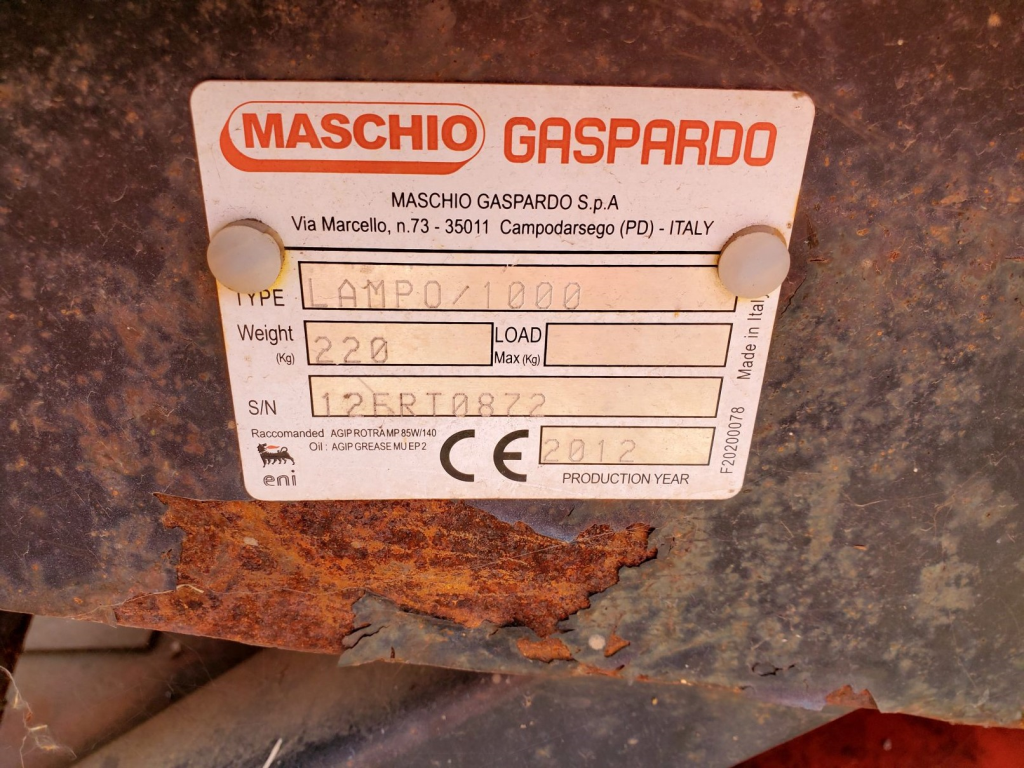 MASCHIO GASPARDO
MASCHIO GASPARDO S.p.A
Via Marcello, n.73 - 35011 Campodarsego (PD) - ITALY
TYPE LAMPO/1000
Weight (Kg) 220 LOAD Max (Kg)
S/N
Raccomanded AGIP ROTRA MP 85W/140
Oil : AGIP GREASE MU EP 2
eni
CE 2012
PRODUCTION YEAR
F20200078 Made in Italy